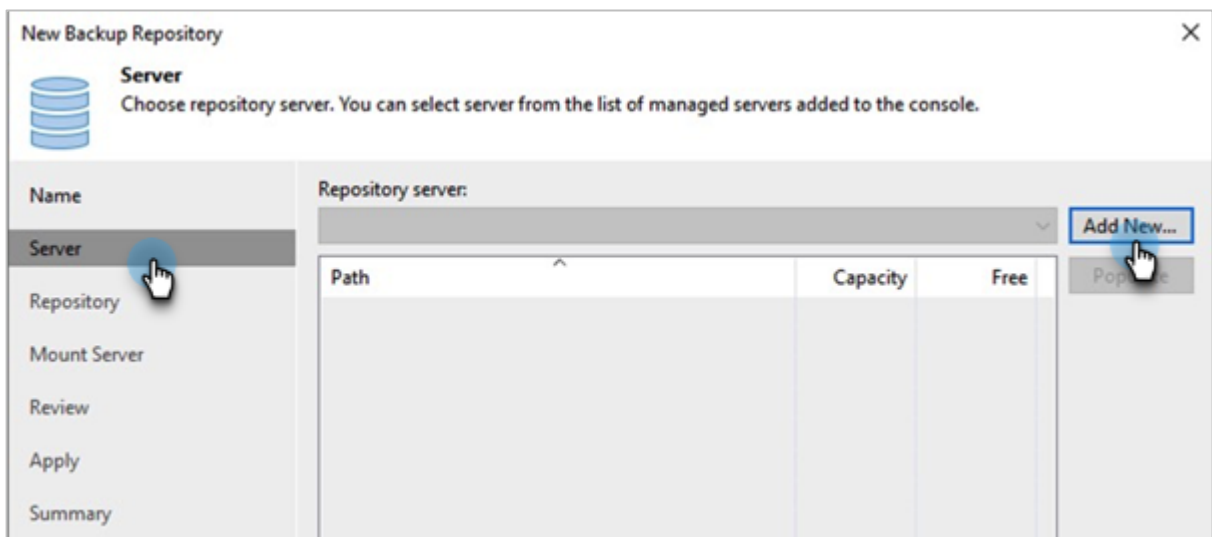 New Backup Repository
Server
Choose repository server. You can select server from the list of managed servers added to the console.
Name
Server
Repository
Mount Server
Review
Apply
Summary
Repository server:
Add New...
Path
Capacity
Free